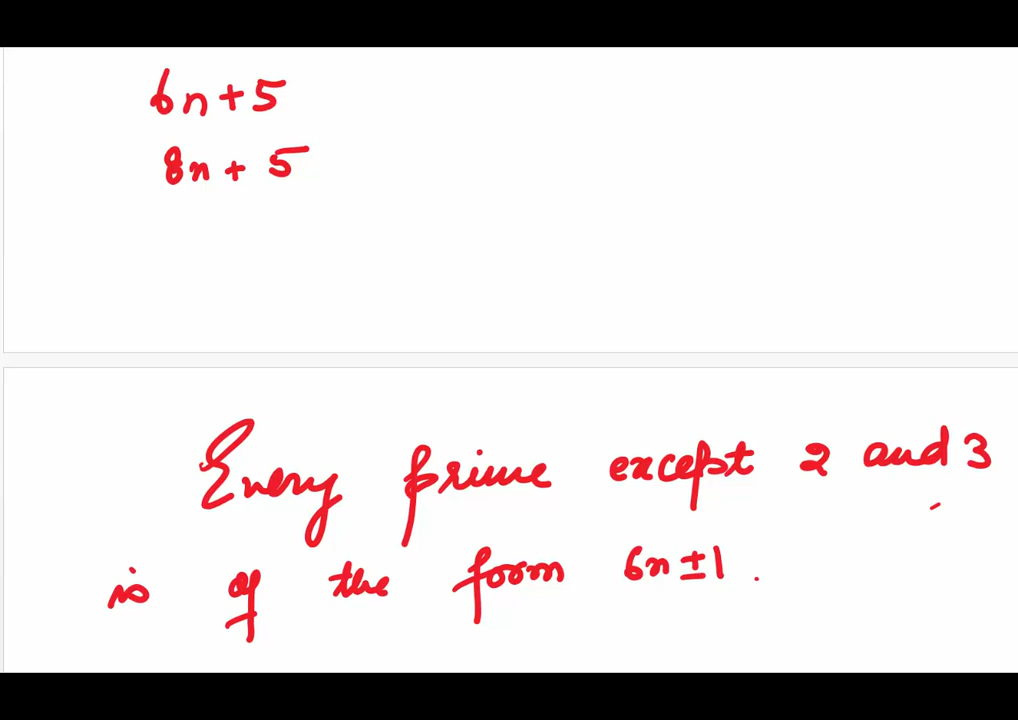 6n+5
8n + 5
Every prime except 2 and 3
is of the form 6n ± 1.